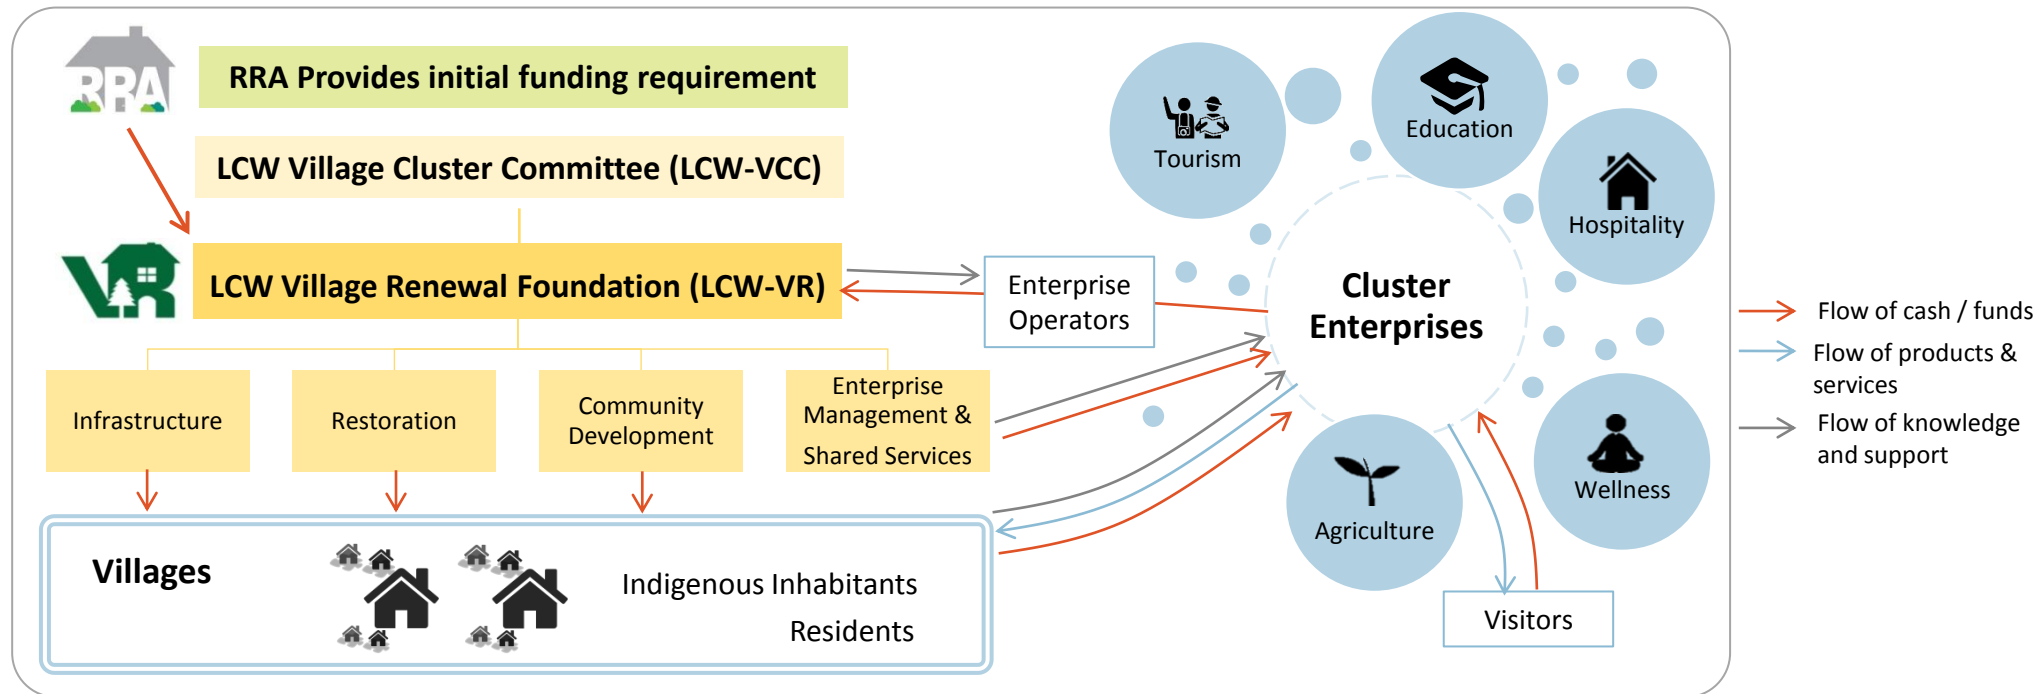 RRA
RRA Provides initial funding requirement
LCW Village Cluster Committee (LCW-VCC)
VR
LCW Village Renewal Foundation (LCW-VR)
Infrastructure
Restoration
Community
Development
Enterprise
Management &
Shared Services
Villages
Indigenous Inhabitants
Residents
Enterprise
Operators
Tourism
Education
Hospitality
Cluster
Enterprises
Wellness
Agriculture
Visitors
Flow of cash / funds
Flow of products &
services
Flow of knowledge
and support